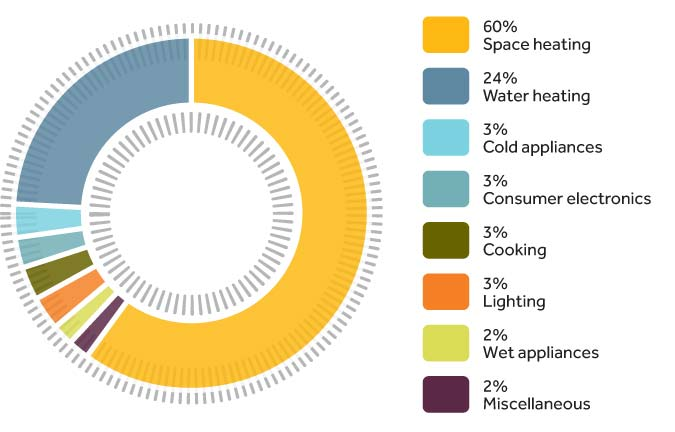 60%
Space heating
24%
Water heating
3%
Cold appliances
3%
Consumer electronics
3%
Cooking
3%
Lighting
2%
Wet appliances
2%
Miscellaneous